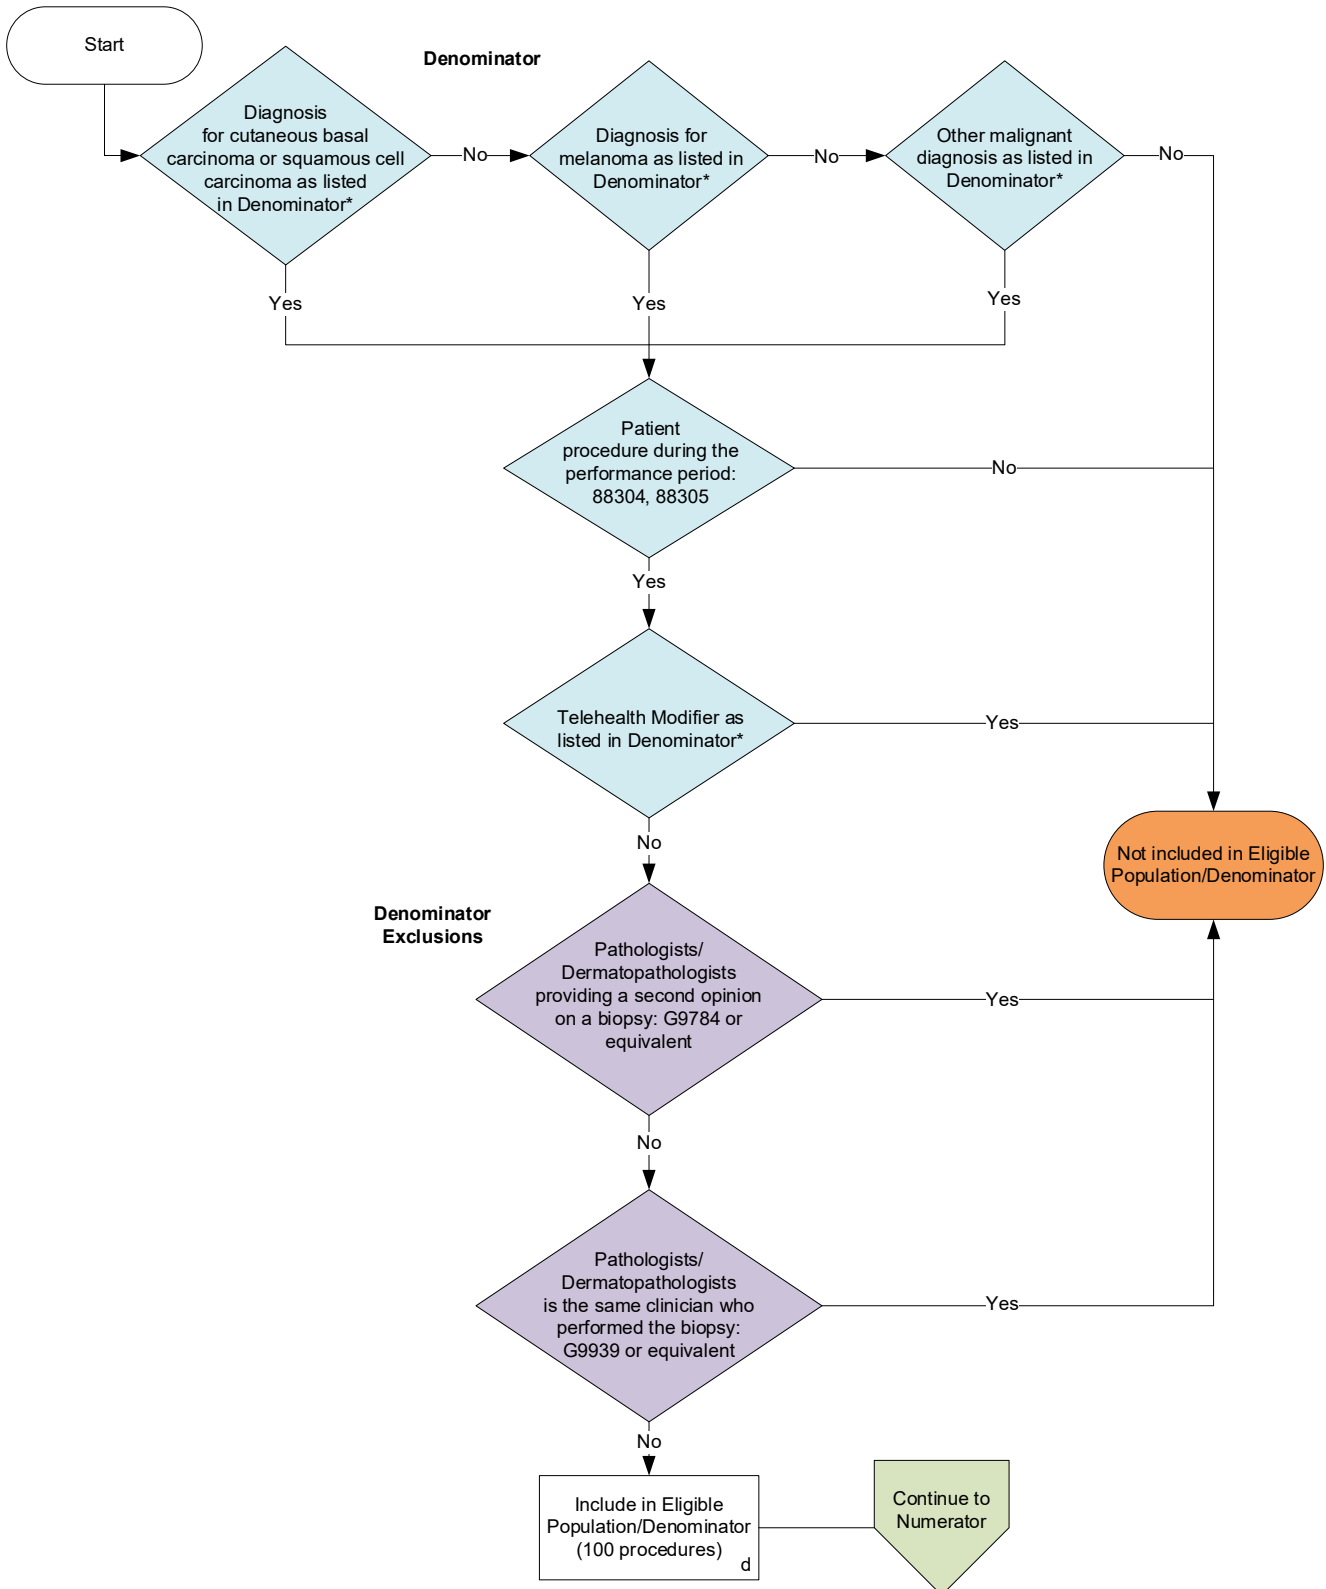 Start
Denominator
Diagnosis
for cutaneous basal
carcinoma or squamous cell
carcinoma as listed
in Denominator*
No
Diagnosis for
melanoma as listed in
Denominator*
No
Other malignant
diagnosis as listed in
Denominator*
No
Yes
Yes
Yes
Patient
procedure during the
performance period:
88304, 88305
No
Yes
Telehealth Modifier as
listed in Denominator*
Yes
No
Not included in Eligible
Population/Denominator
Denominator
Exclusions
Pathologists/
Dermatopathologists
providing a second opinion
on a biopsy: G9784 or
equivalent
Yes
No
Pathologists/
Dermatopathologists
is the same clinician who
performed the biopsy:
G9939 or equivalent
Yes
No
Include in Eligible
Population/Denominator
(100 procedures)
d
Continue to
Numerator